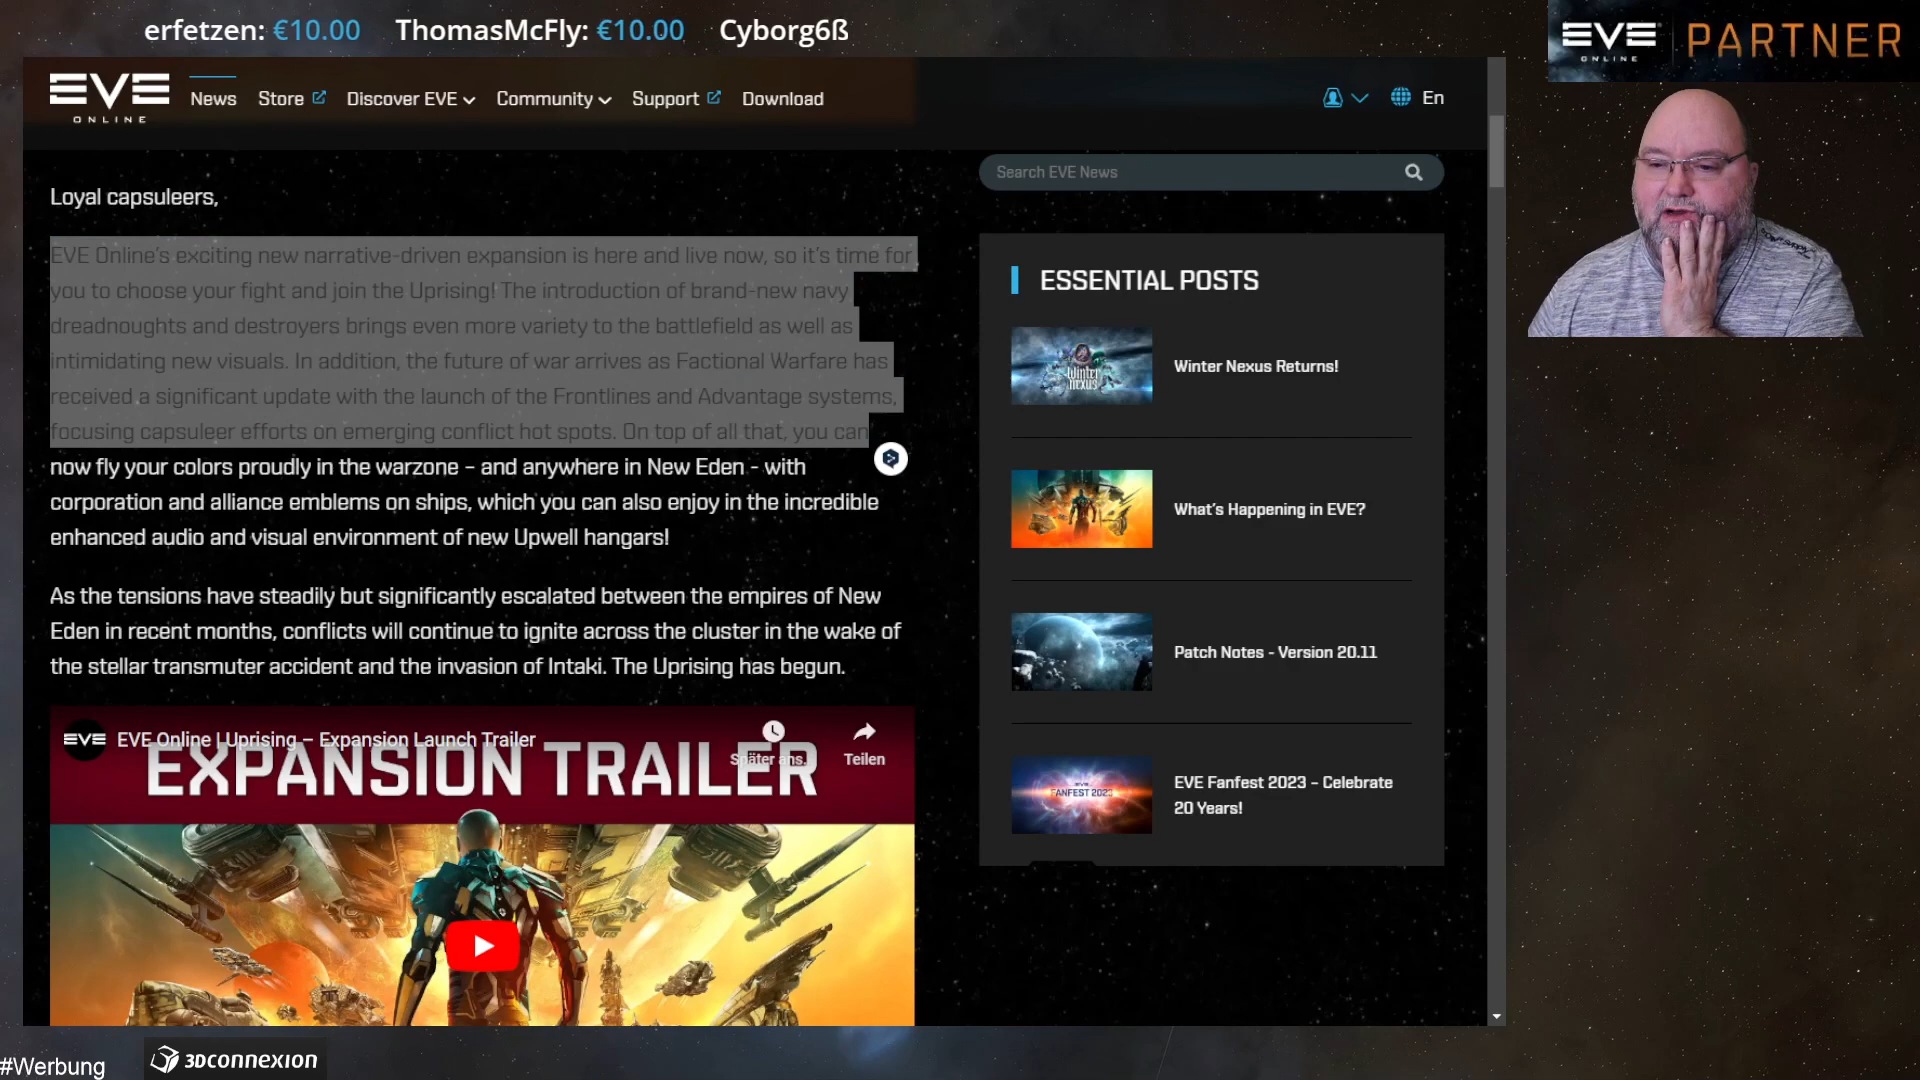 erfetzen: €10.00 ThomasMcFly: €10.00 Cyborg6ß
EVE ONLINE PARTNER
EVE ONLINE
News Store Discover EVE Community Support Download En
Loyal capsuleers,
EVE Online's exciting new narrative-driven expansion is here and live now, so it's time for
you to choose your fight and join the Uprising! The introduction of brand-new navy
dreadnoughts and destroyers brings even more variety to the battlefield as well as
intimidating new visuals. In addition, the future of war arrives as Factional Warfare has
received a significant update with the launch of the Frontlines and Advantage systems,
focusing capsuleer efforts on emerging conflict hot spots. On top of all that, you can
now fly your colors proudly in the warzone – and anywhere in New Eden - with
corporation and alliance emblems on ships, which you can also enjoy in the incredible
enhanced audio and visual environment of new Upwell hangars!
As the tensions have steadily but significantly escalated between the empires of New
Eden in recent months, conflicts will continue to ignite across the cluster in the wake of
the stellar transmuter accident and the invasion of Intaki. The Uprising has begun.
EVE EVE Online | Uprising – Expansion Launch Trailer
Später ans. Teilen
EXPANSION TRAILER
Search EVE News
ESSENTIAL POSTS
Winter Nexus
Winter Nexus Returns!
What's Happening in EVE?
Patch Notes - Version 20.11
EVE
FANFEST 2023
EVE Fanfest 2023 – Celebrate
20 Years!
#Werbung 3Dconnexion